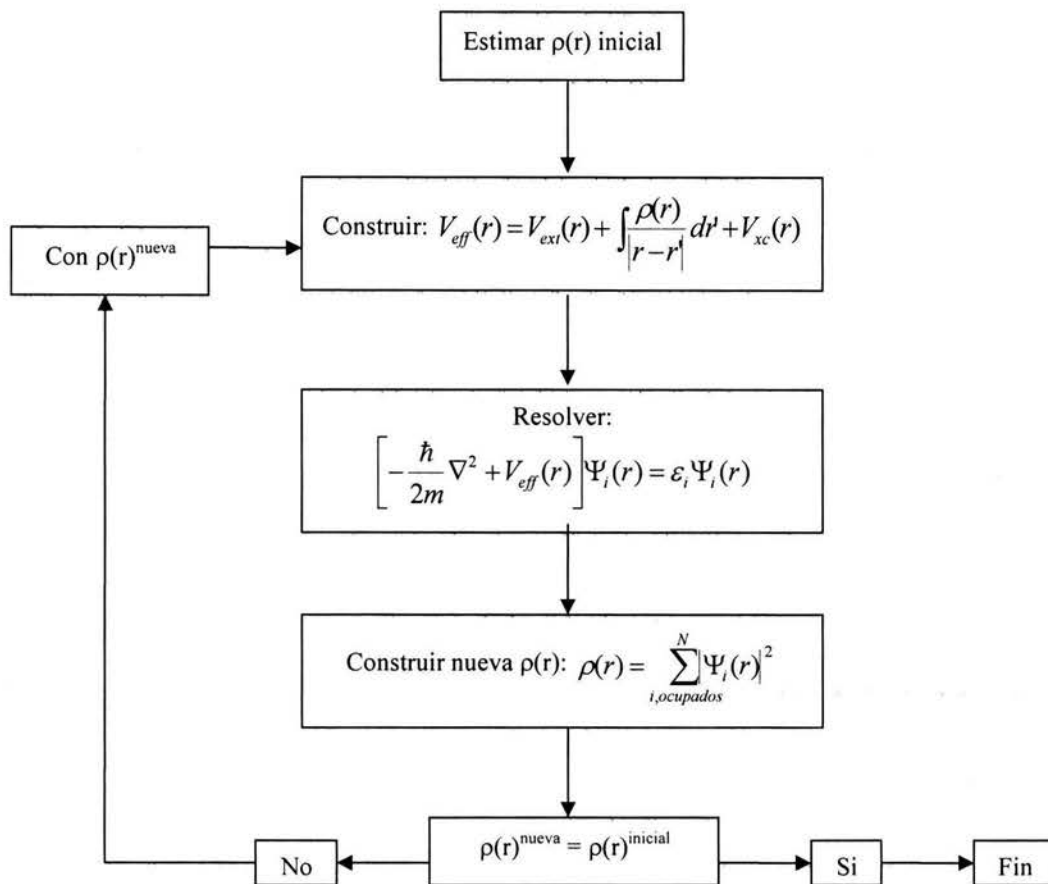 Estimar ρ(r) inicial
Construir: V_eff(r) = V_ext(r) + ∫ ρ(r) / |r − r'| dr' + V_xc(r)
Con ρ(r)^nueva
Resolver:
[ −ħ/2m ∇² + V_eff(r) ] Ψ_i(r) = ε_i Ψ_i(r)
Construir nueva ρ(r): ρ(r) = Σ_{i,ocupados}^{N} |Ψ_i(r)|²
ρ(r)^nueva = ρ(r)^inicial
No
Si
Fin